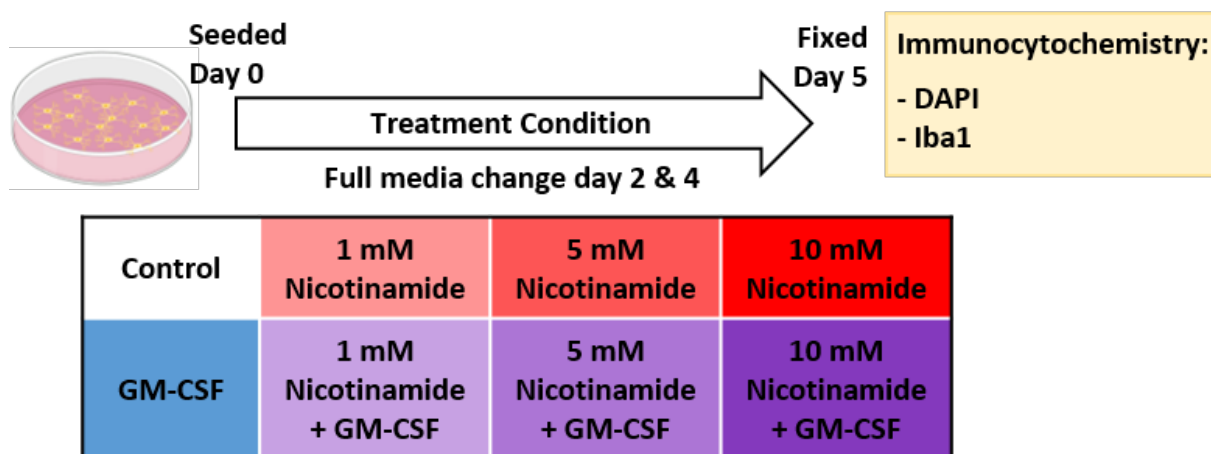 Seeded
Day 0
Fixed
Day 5
Treatment Condition
Full media change day 2 & 4
Immunocytochemistry:
- DAPI
- Iba1
Control
1 mM
Nicotinamide
5 mM
Nicotinamide
10 mM
Nicotinamide
GM-CSF
1 mM
Nicotinamide
+ GM-CSF
5 mM
Nicotinamide
+ GM-CSF
10 mM
Nicotinamide
+ GM-CSF